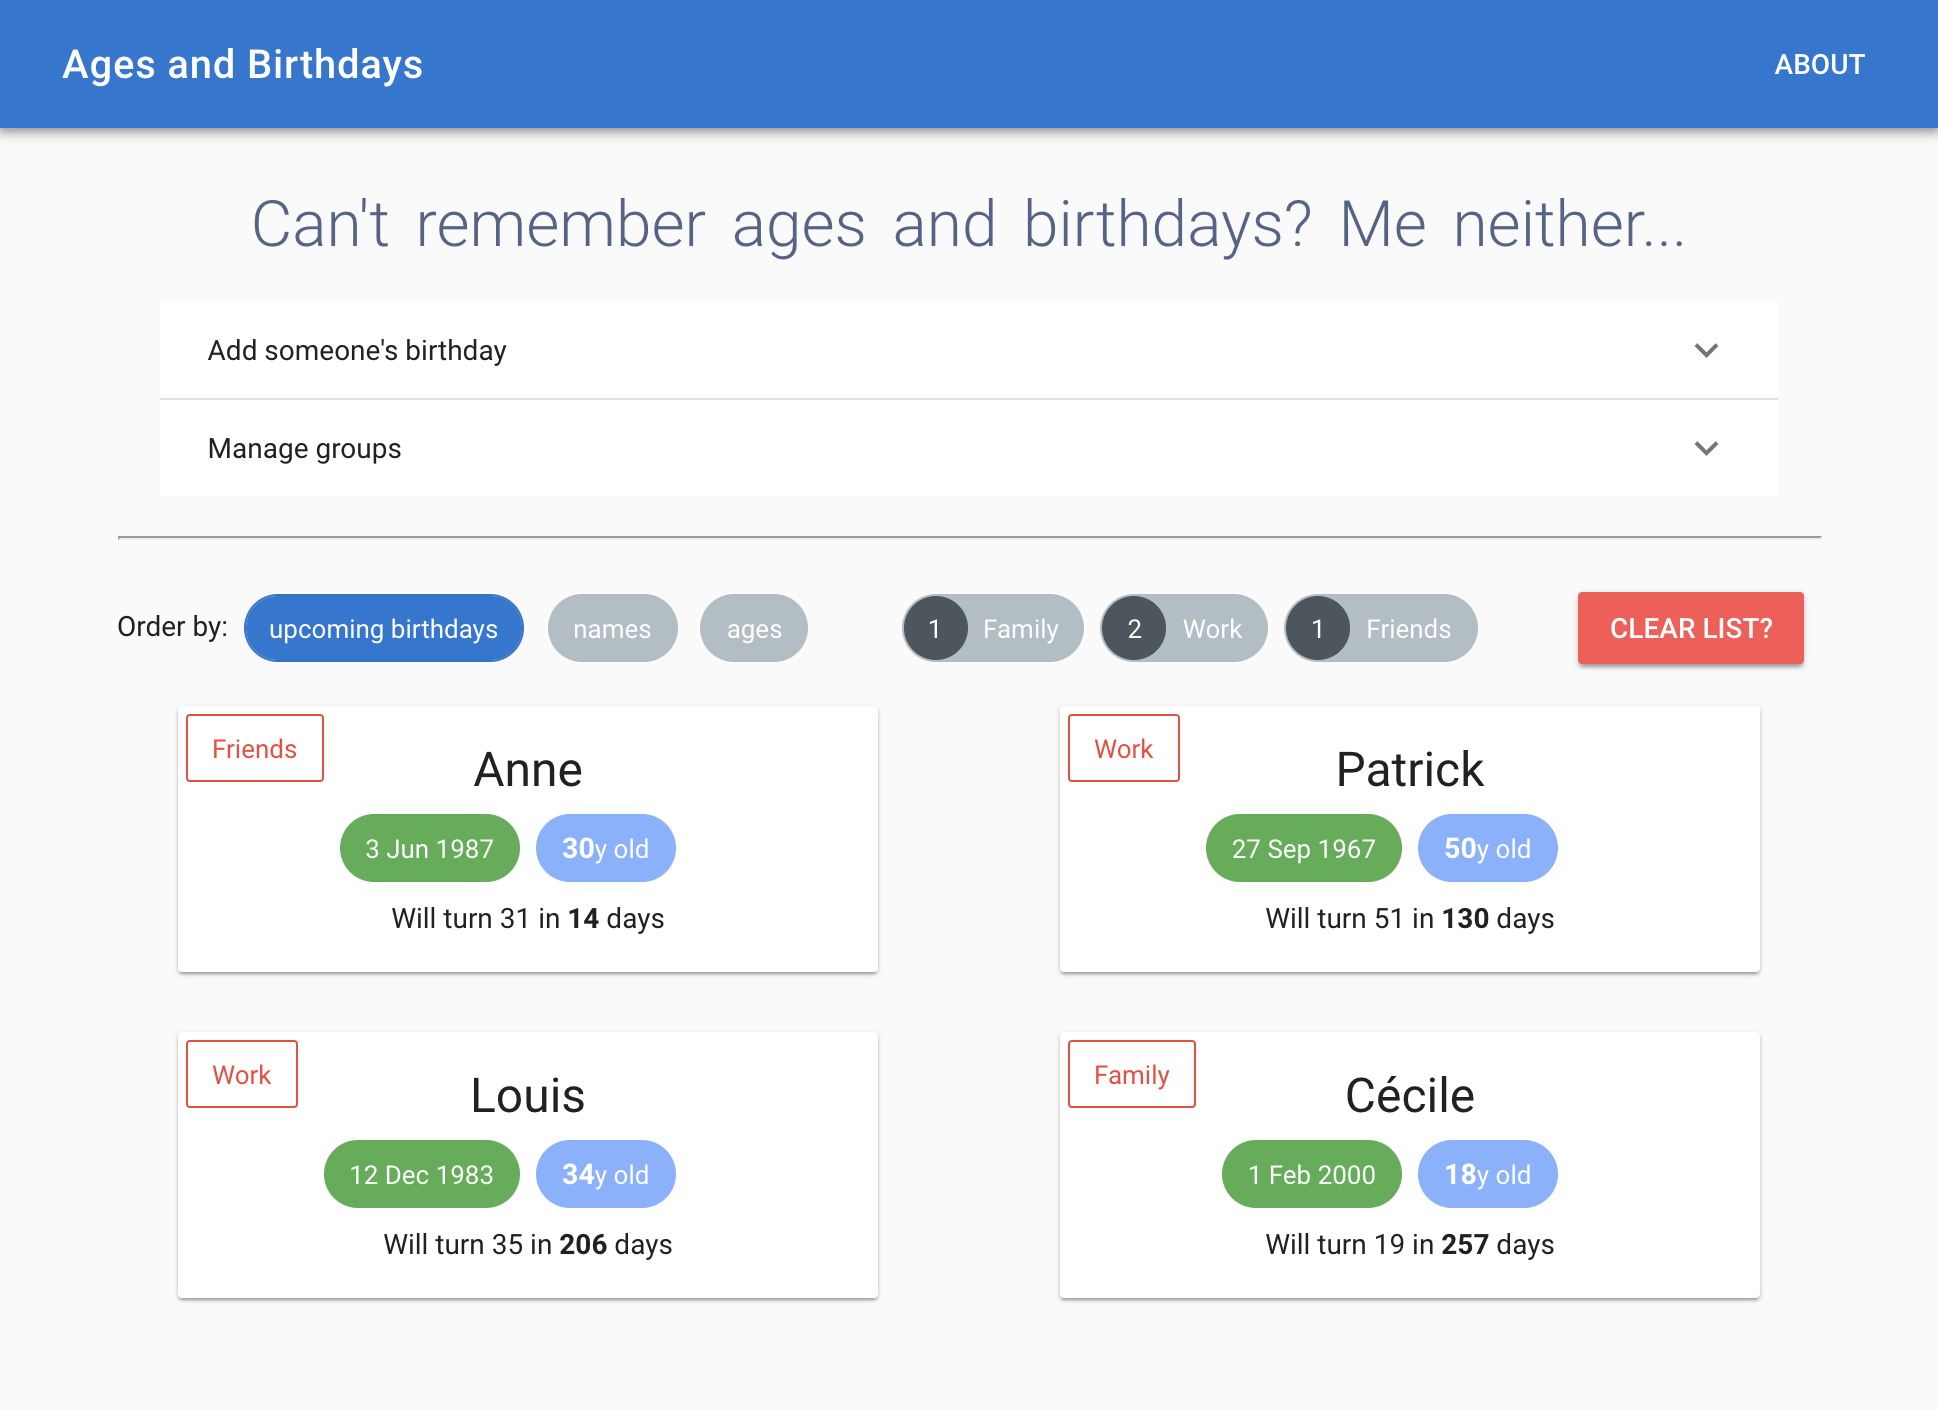 Ages and Birthdays
ABOUT
Can't remember ages and birthdays? Me neither...
Add someone's birthday
Manage groups
Order by: upcoming birthdays names ages 1 Family 2 Work 1 Friends CLEAR LIST?
Friends
Anne
3 Jun 1987 30y old
Will turn 31 in 14 days
Work
Patrick
27 Sep 1967 50y old
Will turn 51 in 130 days
Work
Louis
12 Dec 1983 34y old
Will turn 35 in 206 days
Family
Cécile
1 Feb 2000 18y old
Will turn 19 in 257 days